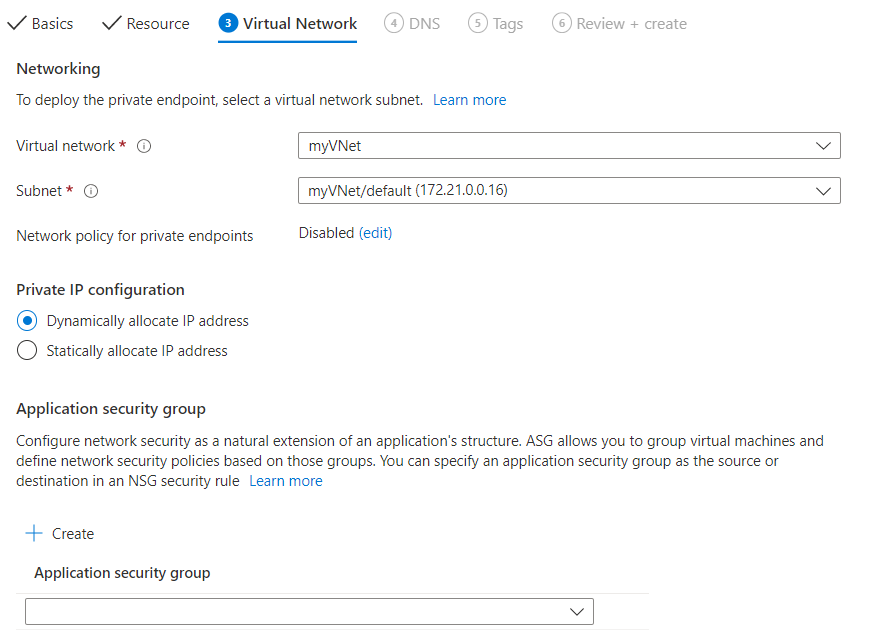 Basics Resource 3 Virtual Network 4 DNS 5 Tags 6 Review + create
Networking
To deploy the private endpoint, select a virtual network subnet. Learn more
Virtual network * i myVNet
Subnet * i myVNet/default (172.21.0.0.16)
Network policy for private endpoints Disabled (edit)
Private IP configuration
Dynamically allocate IP address
Statically allocate IP address
Application security group
Configure network security as a natural extension of an application's structure. ASG allows you to group virtual machines and
define network security policies based on those groups. You can specify an application security group as the source or
destination in an NSG security rule Learn more
+ Create
Application security group